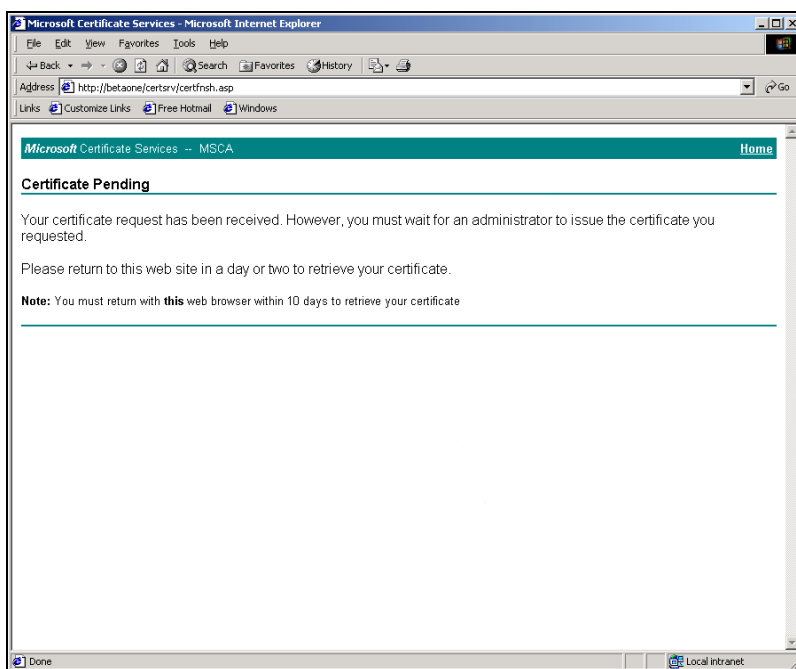 Microsoft Certificate Services - Microsoft Internet Explorer
File Edit View Favorites Tools Help
Back Search Favorites History
Address http://betaone/certsrv/certfnsh.asp Go
Links Customize Links Free Hotmail Windows
Microsoft Certificate Services -- MSCA Home
Certificate Pending
Your certificate request has been received. However, you must wait for an administrator to issue the certificate you
requested.
Please return to this web site in a day or two to retrieve your certificate.
Note: You must return with this web browser within 10 days to retrieve your certificate
Done Local intranet